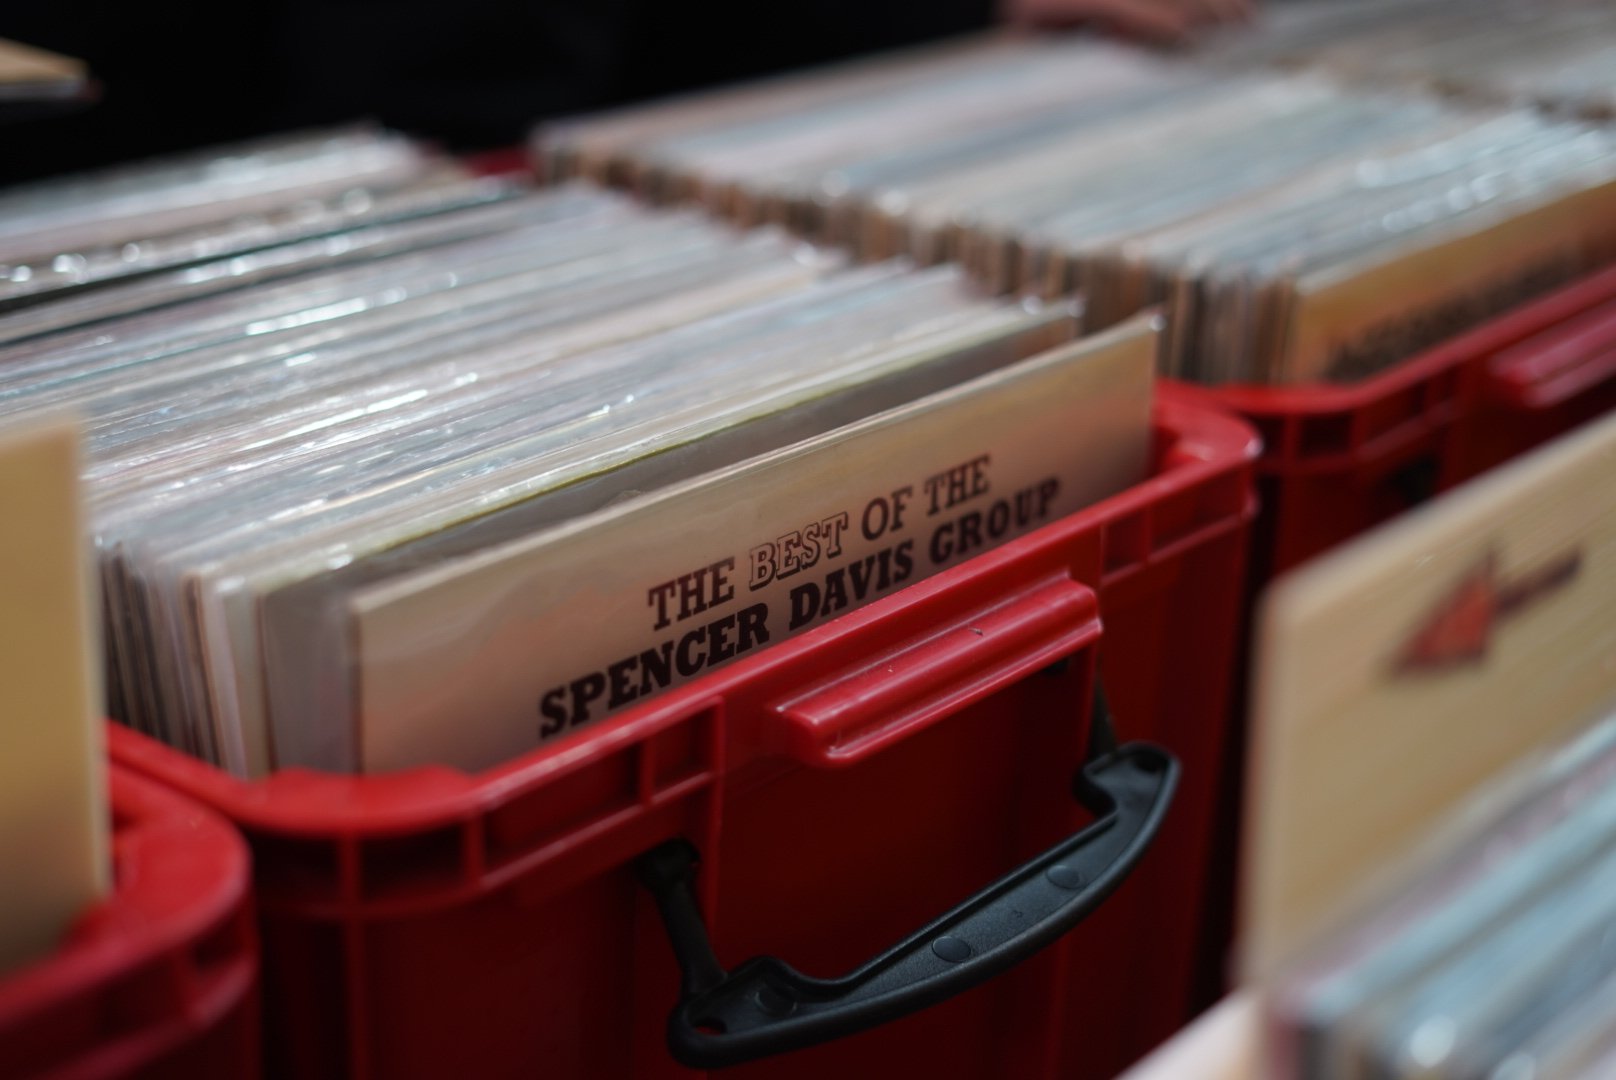 THE BEST OF THE
SPENCER DAVIS GROUP